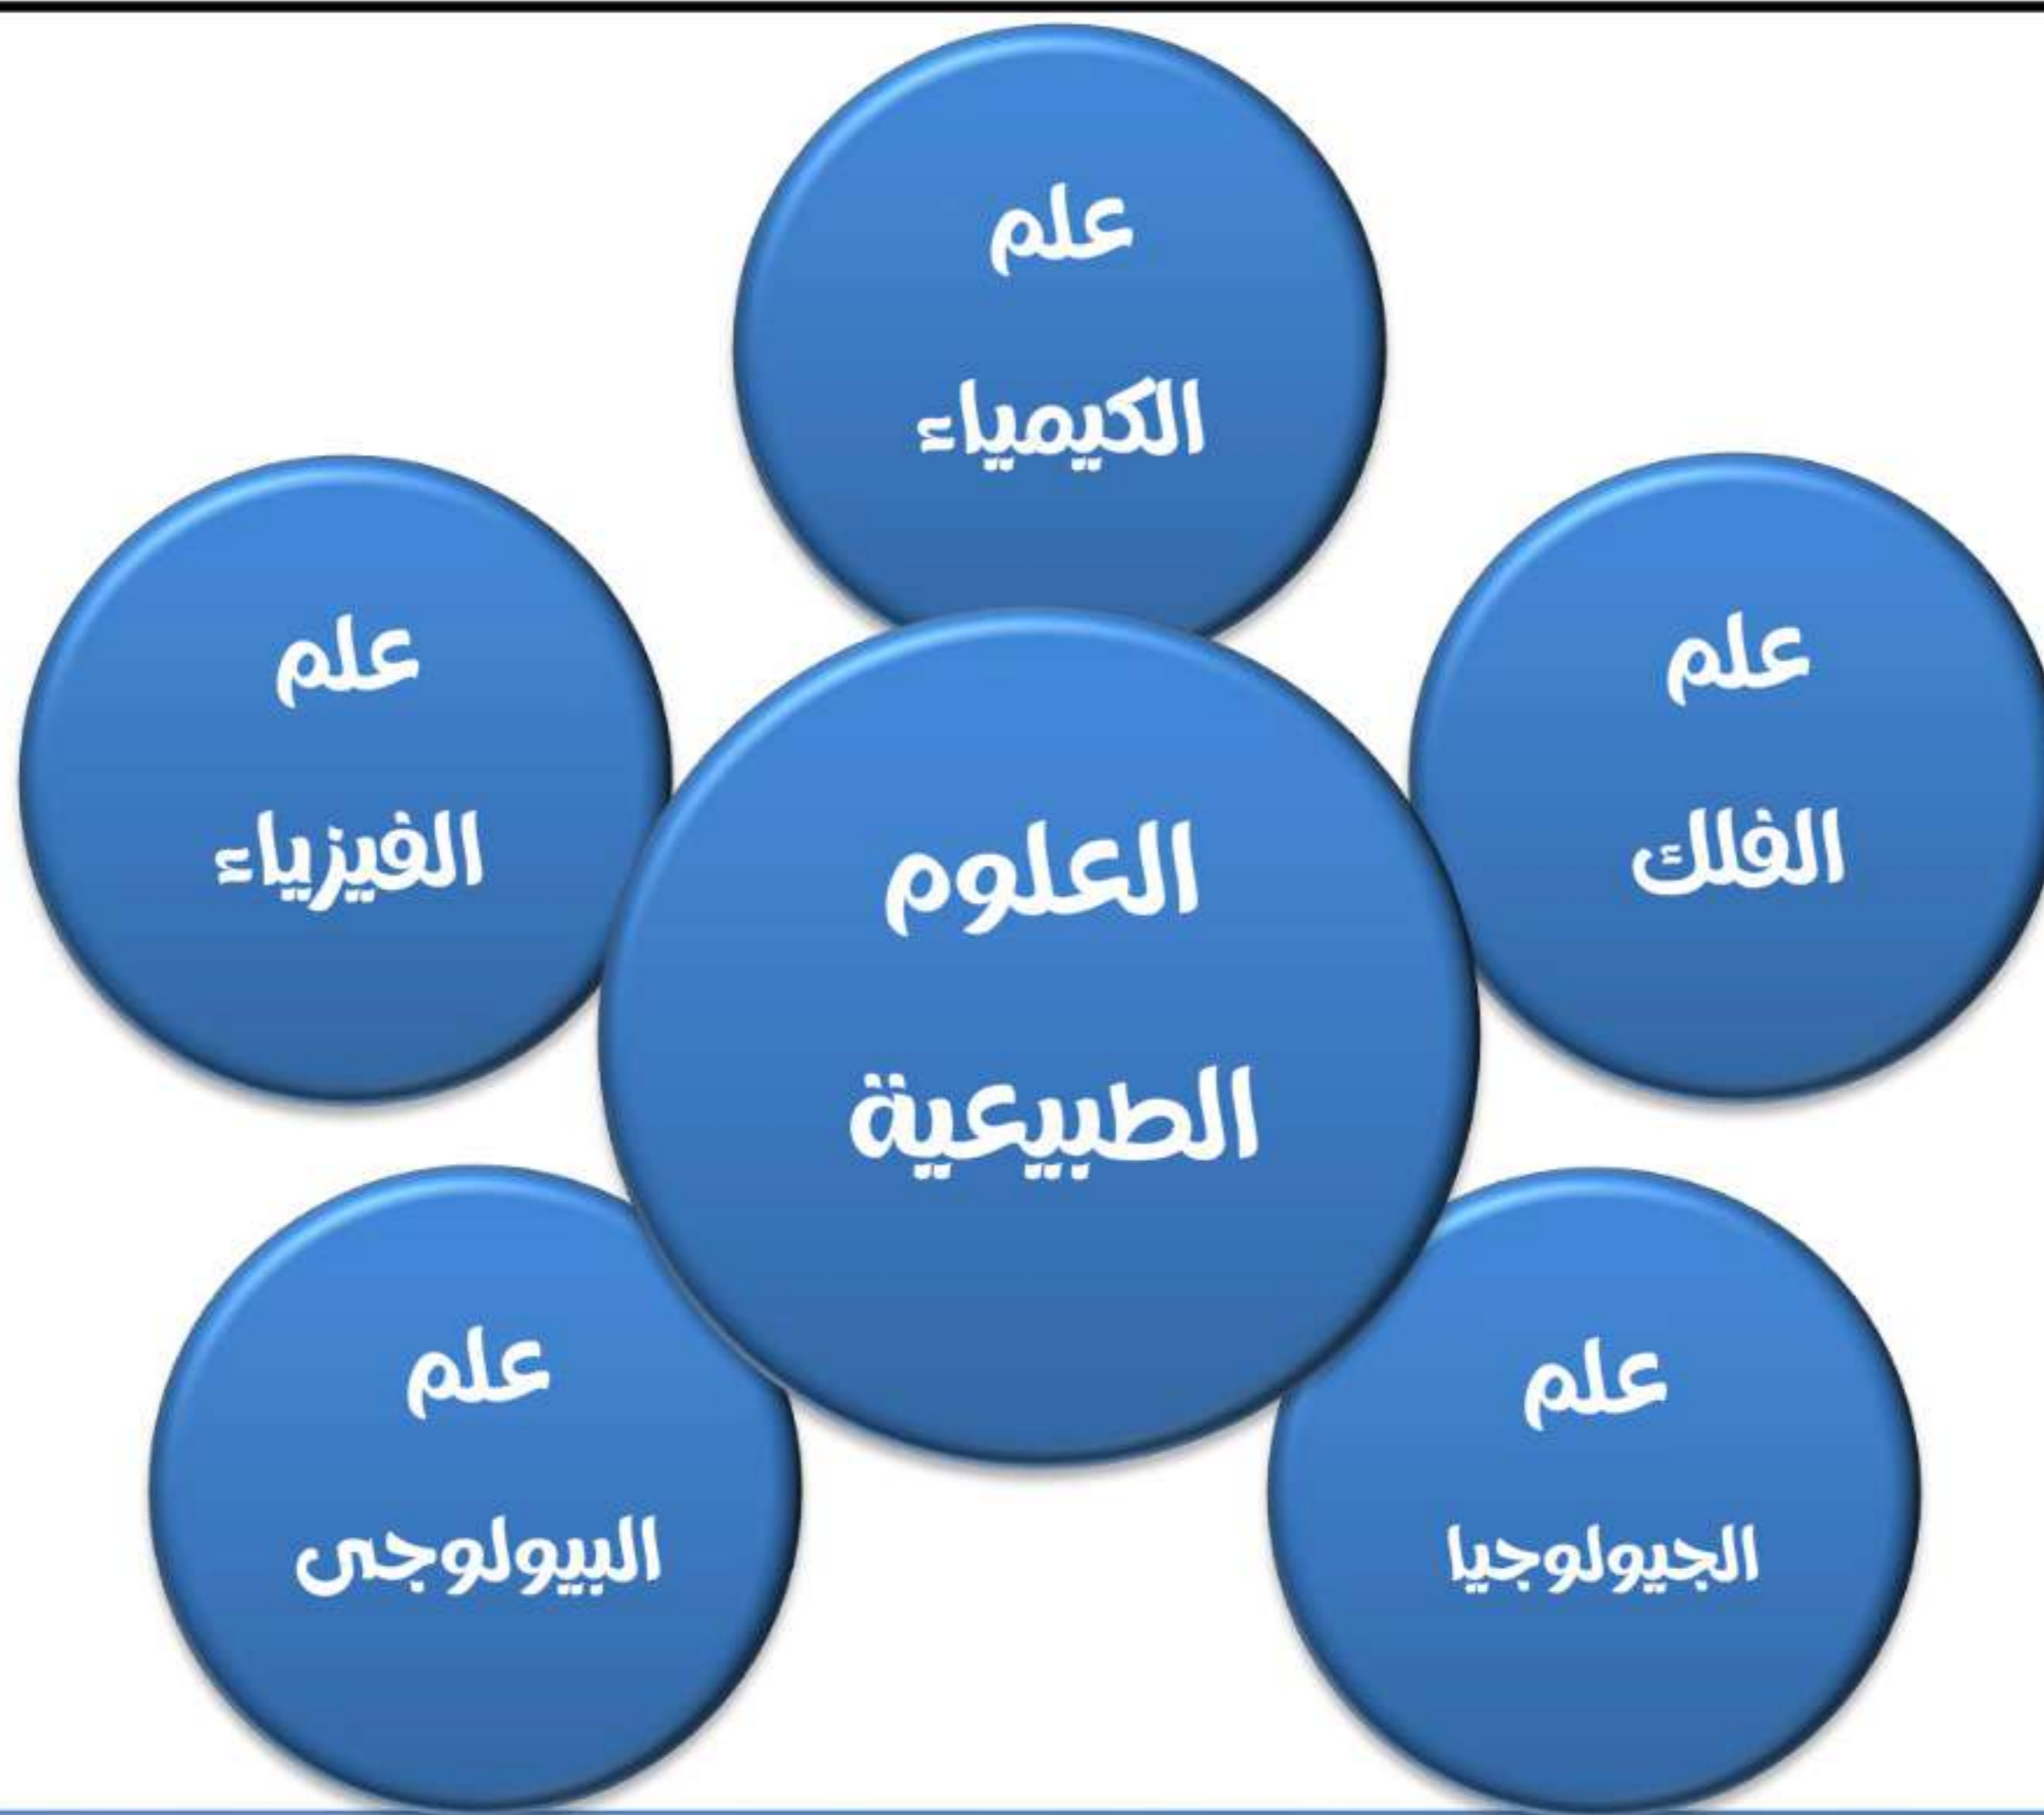 علم
الكيمياء
علم
الفلك
علم
الفيزياء
العلوم
الطبيعية
علم
الجيولوجيا
علم
البيولوجى